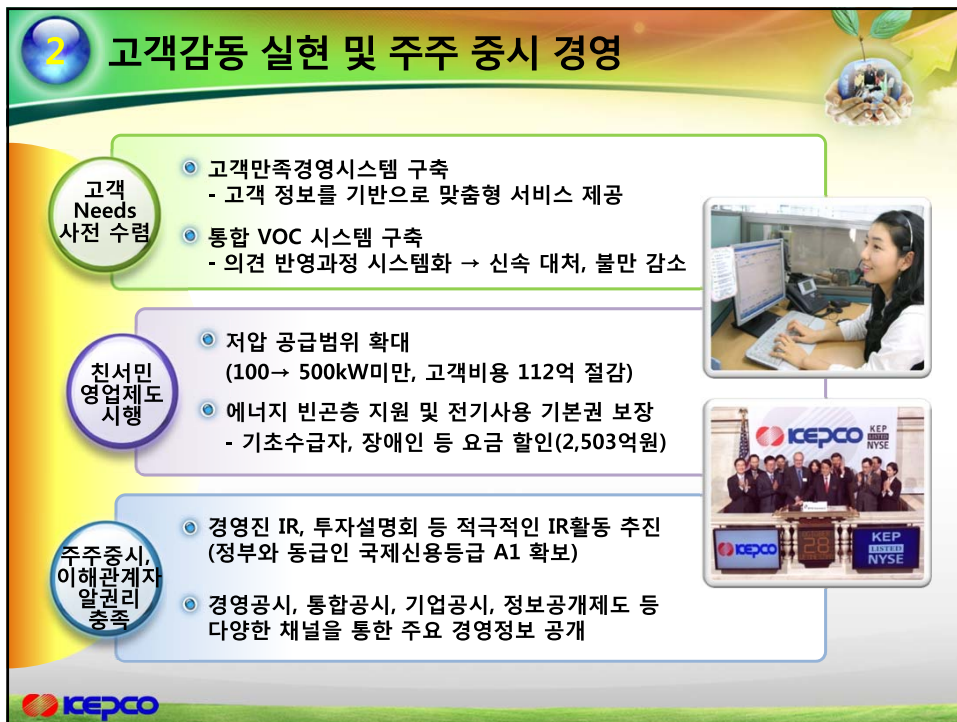 2
고객감동 실현 및 주주 중시 경영
고객
Needs
사전 수렴
고객만족경영시스템 구축
- 고객 정보를 기반으로 맞춤형 서비스 제공
통합 VOC 시스템 구축
- 의견 반영과정 시스템화 → 신속 대처, 불만 감소
친서민
영업제도
시행
저압 공급범위 확대
(100→ 500kW미만, 고객비용 112억 절감)
에너지 빈곤층 지원 및 전기사용 기본권 보장
- 기초수급자, 장애인 등 요금 할인(2,503억원)
KEPCO
KEP
LISTED
NYSE
28
KEPCO
KEP
LISTED
NYSE
주주중시,
이해관계자
알권리
충족
경영진 IR, 투자설명회 등 적극적인 IR활동 추진
(정부와 동급인 국제신용등급 A1 확보)
경영공시, 통합공시, 기업공시, 정보공개제도 등
다양한 채널을 통한 주요 경영정보 공개
KEPCO